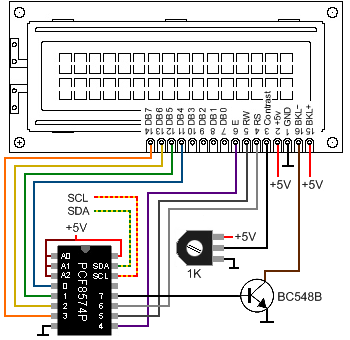 DB7 DB6 DB5 DB4 DB3 DB2 DB1 DB0 E RW RS Contrast +5v GND BKL− BKL+
14 13 12 11 10 9 8 7 6 5 4 3 2 1 16 15
+5V +5V
SCL
SDA
+5V
+5V
1K
A0
A1 SDA
A2 SCL
PCF8574P
0
1 7
2 6
3 5
4
BC548B